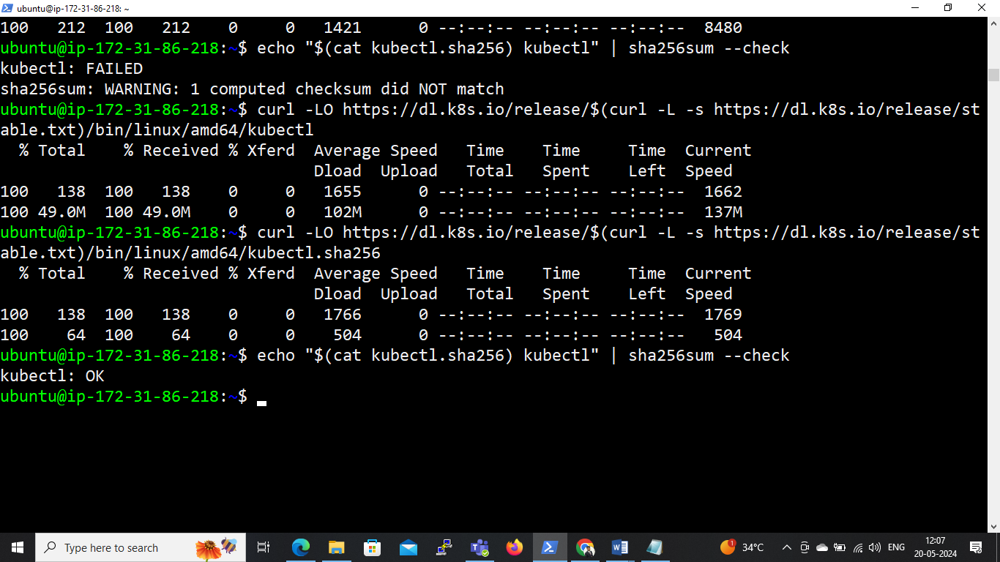 ubuntu@ip-172-31-86-218: ~
100   212  100   212    0     0   1421      0 --:--:-- --:--:-- --:--:--  8480
ubuntu@ip-172-31-86-218:~$ echo "$(cat kubectl.sha256) kubectl" | sha256sum --check
kubectl: FAILED
sha256sum: WARNING: 1 computed checksum did NOT match
ubuntu@ip-172-31-86-218:~$ curl -LO https://dl.k8s.io/release/$(curl -L -s https://dl.k8s.io/release/st
able.txt)/bin/linux/amd64/kubectl
  % Total    % Received % Xferd  Average Speed   Time    Time     Time  Current
                                 Dload  Upload   Total   Spent    Left  Speed
100   138  100   138    0     0   1655      0 --:--:-- --:--:-- --:--:--  1662
100 49.0M  100 49.0M    0     0   102M      0 --:--:-- --:--:-- --:--:--  137M
ubuntu@ip-172-31-86-218:~$ curl -LO https://dl.k8s.io/release/$(curl -L -s https://dl.k8s.io/release/st
able.txt)/bin/linux/amd64/kubectl.sha256
  % Total    % Received % Xferd  Average Speed   Time    Time     Time  Current
                                 Dload  Upload   Total   Spent    Left  Speed
100   138  100   138    0     0   1766      0 --:--:-- --:--:-- --:--:--  1769
100    64  100    64    0     0    504      0 --:--:-- --:--:-- --:--:--   504
ubuntu@ip-172-31-86-218:~$ echo "$(cat kubectl.sha256) kubectl" | sha256sum --check
kubectl: OK
ubuntu@ip-172-31-86-218:~$
Type here to search
1
34°C
ENG
12:07
20-05-2024